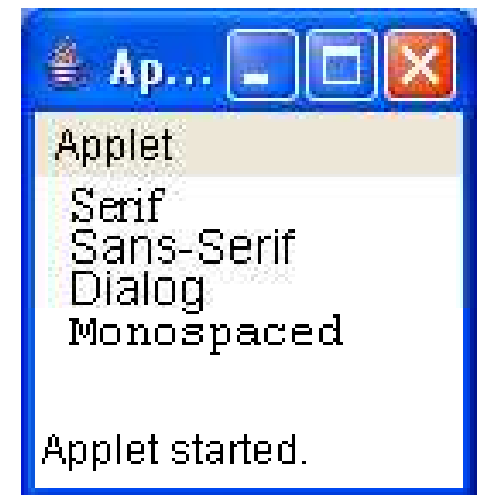 Ap...
Applet
Serif
Sans-Serif
Dialog
Monospaced
Applet started.